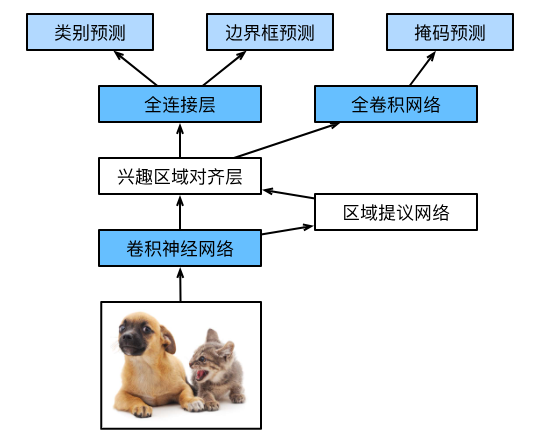 类别预测
边界框预测
掩码预测
全连接层
全卷积网络
兴趣区域对齐层
区域提议网络
卷积神经网络